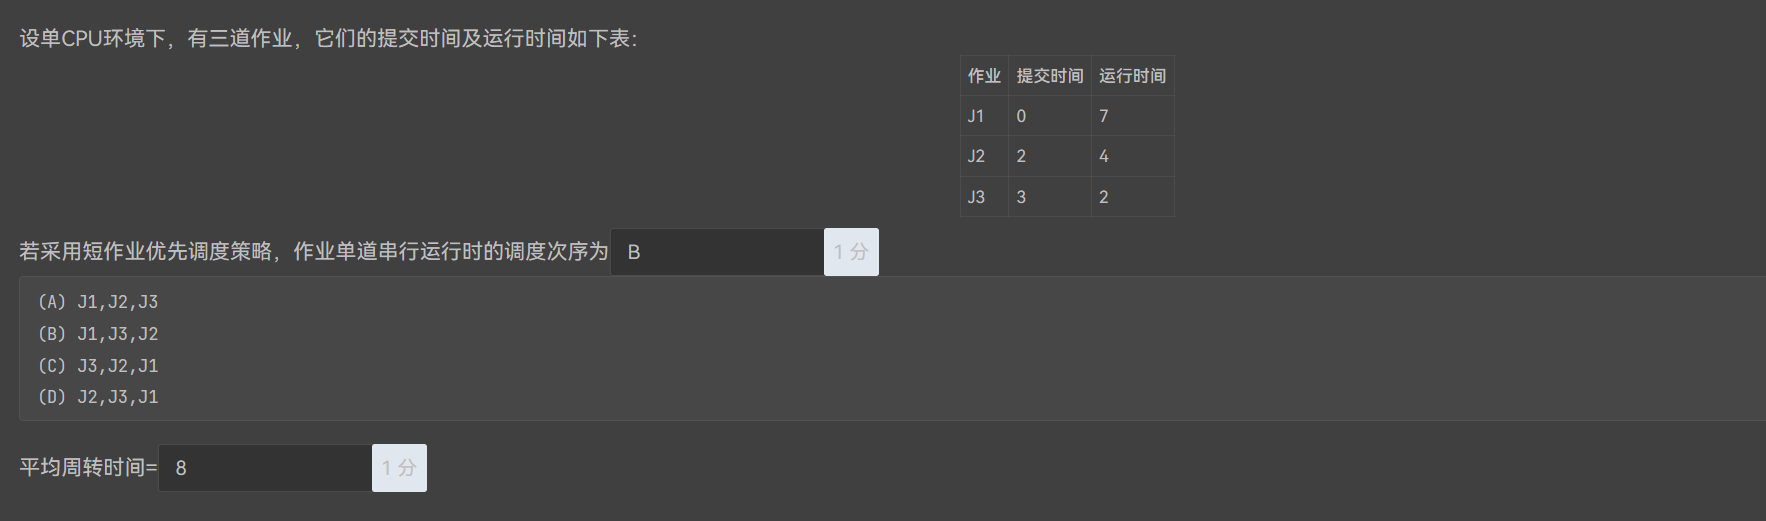 设单CPU环境下，有三道作业，它们的提交时间及运行时间如下表：
作业 提交时间 运行时间
J1 0 7
J2 2 4
J3 3 2
若采用短作业优先调度策略，作业单道串行运行时的调度次序为 B 1 分
(A) J1,J2,J3
(B) J1,J3,J2
(C) J3,J2,J1
(D) J2,J3,J1
平均周转时间= 8 1 分